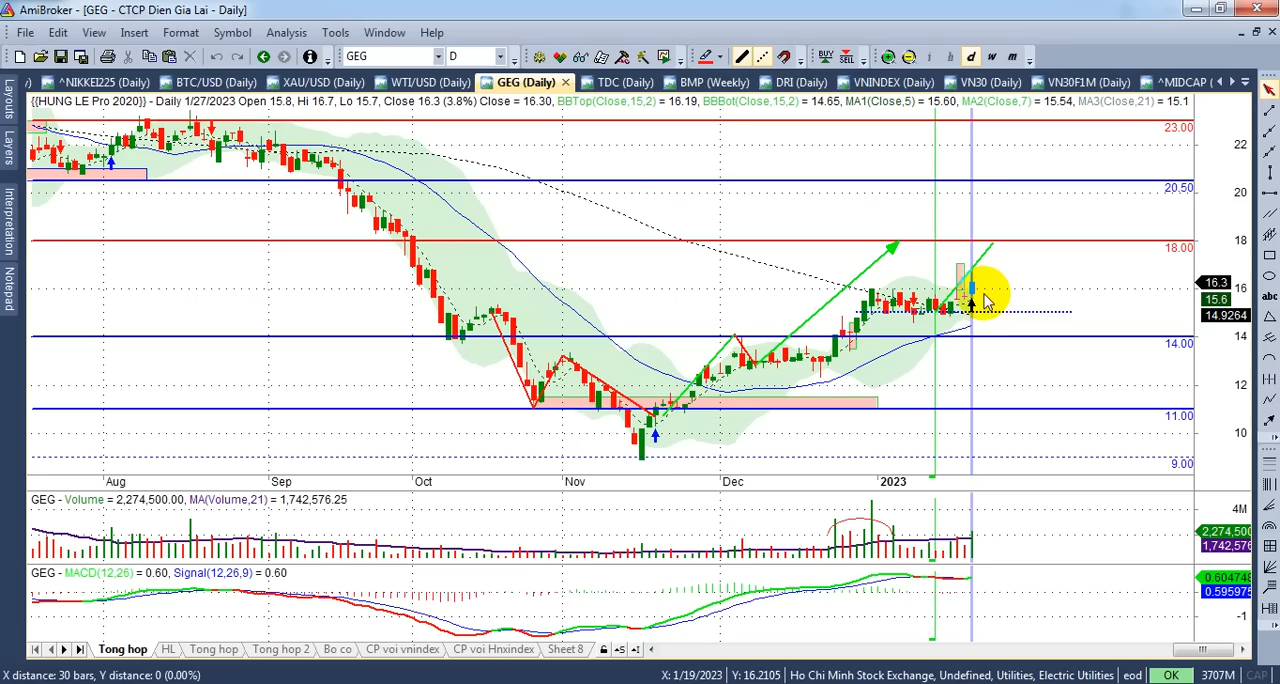 AmiBroker - [GEG - CTCP Dien Gia Lai - Daily]
File Edit View Insert Format Symbol Analysis Tools Window Help
GEG D BUY SELL i h d w m
^NIKKEI225 (Daily) BTC/USD (Daily) XAU/USD (Daily) WTI/USD (Daily) GEG (Daily) TDC (Daily) BMP (Weekly) DRI (Daily) VNINDEX (Daily) VN30 (Daily) VN30F1M (Daily) ^MIDCAP
{{HUNG LE Pro 2020}} - Daily 1/27/2023 Open 15.8, Hi 16.7, Lo 15.7, Close 16.3 (3.8%) Close = 16.30, BBTop(Close,15,2) = 16.19, BBBot(Close,15,2) = 14.65, MA1(Close,5) = 15.60, MA2(Close,7) = 15.54, MA3(Close,21) = 15.1
Layouts
Layers
Interpretation
Notepad
abc
23.00
22
20.50
20
18
18.00
16.3
16
15.6
14.9264
14
14.00
12
11.00
10
9.00
Aug Sep Oct Nov Dec 2023
GEG - Volume = 2,274,500.00, MA(Volume,21) = 1,742,576.25
4M
2,274,500
1,742,576
GEG - MACD(12,26) = 0.60, Signal(12,26,9) = 0.60
0.604748
0.595975
-1
Tong hop HL Tong hop Tong hop 2 Bo co CP voi vnindex CP voi Hnxindex Sheet 8
X distance: 30 bars, Y distance: 0 (0.00%) X: 1/19/2023 Y: 16.2105 Ho Chi Minh Stock Exchange, Undefined, Utilities, Electric Utilities eod OK 3707M CAP